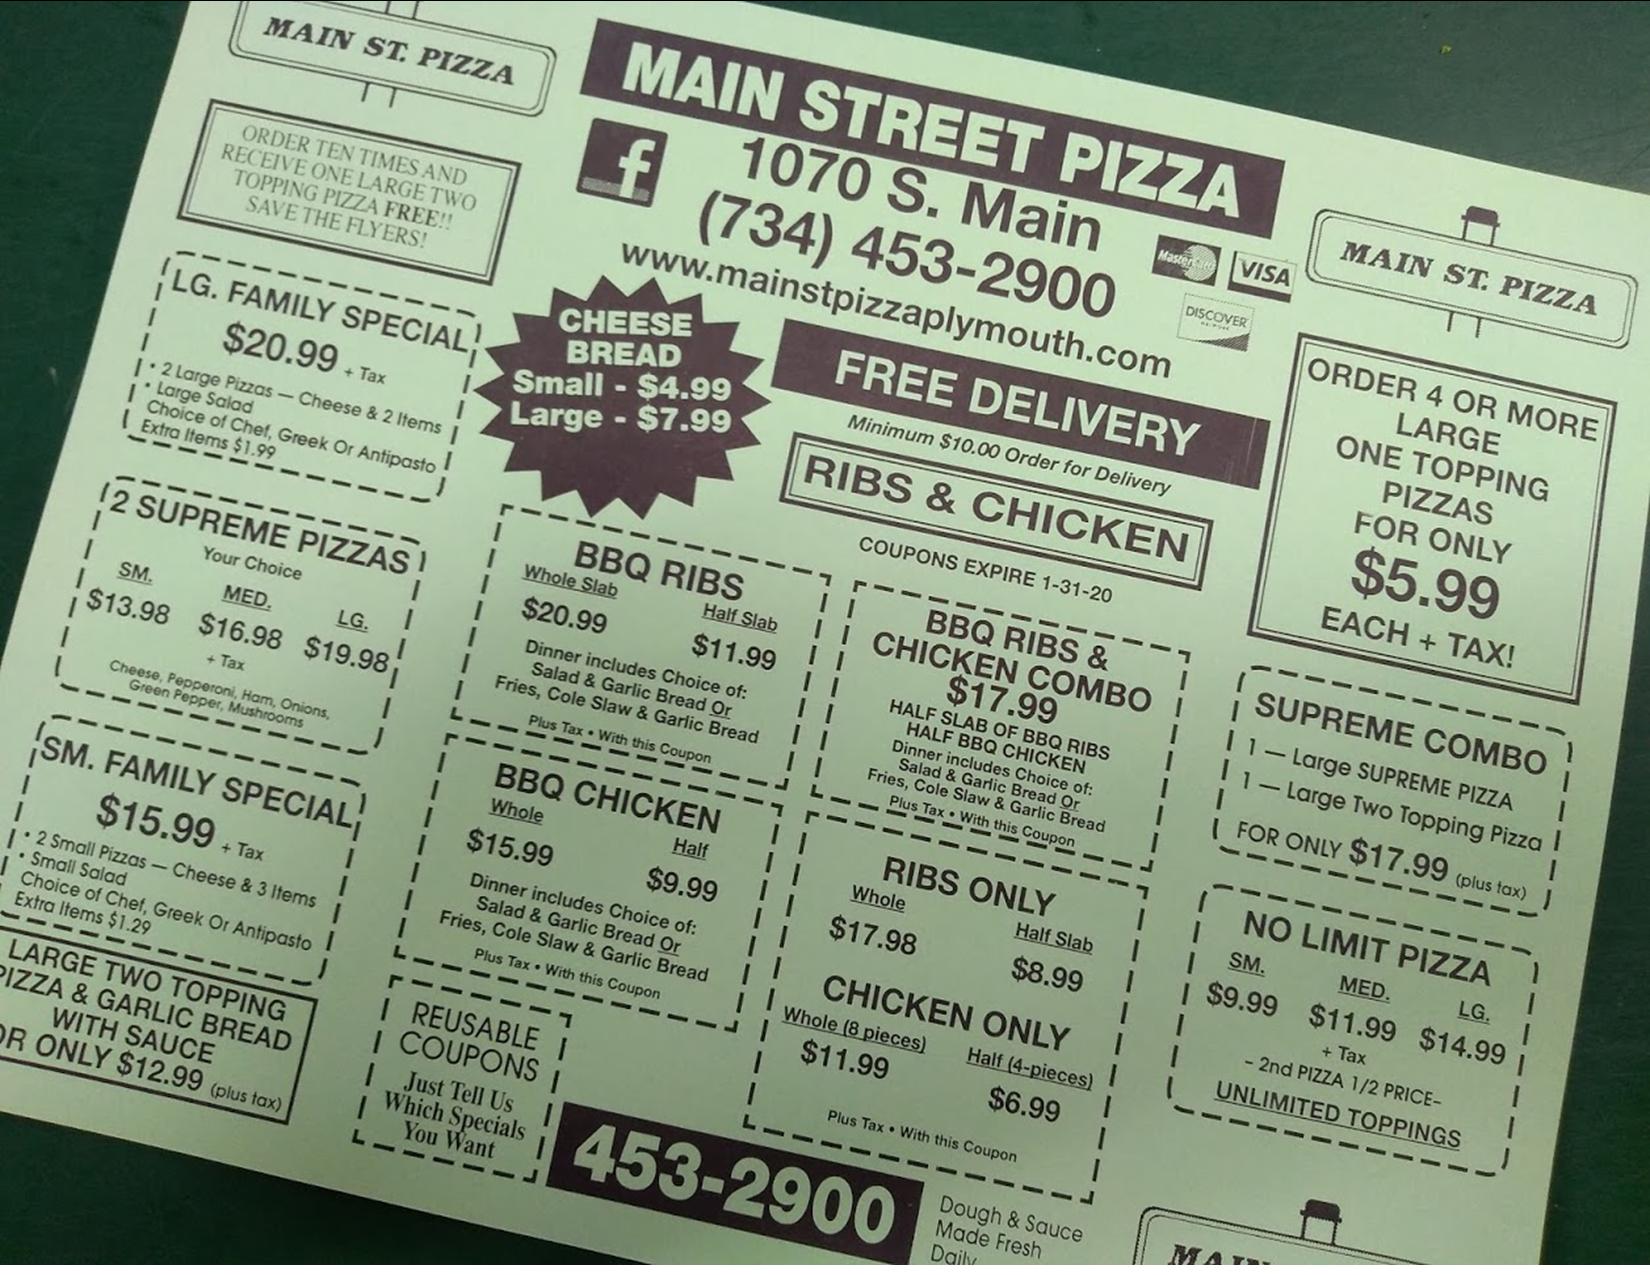 MAIN ST. PIZZA
ORDER TEN TIMES AND
RECEIVE ONE LARGE TWO
TOPPING PIZZA FREE!!
SAVE THE FLYERS!
MAIN STREET PIZZA
f
1070 S. Main
(734) 453-2900
www.mainstpizzaplymouth.com
MasterCard
VISA
DISCOVER
NETWORK
MAIN ST. PIZZA
LG. FAMILY SPECIAL
$20.99 + Tax
• 2 Large Pizzas — Cheese & 2 Items
• Large Salad
Choice of Chef, Greek Or Antipasto
Extra Items $1.99
CHEESE
BREAD
Small - $4.99
Large - $7.99
FREE DELIVERY
Minimum $10.00 Order for Delivery
RIBS & CHICKEN
COUPONS EXPIRE 1-31-20
ORDER 4 OR MORE
LARGE
ONE TOPPING
PIZZAS
FOR ONLY
$5.99
EACH + TAX!
2 SUPREME PIZZAS
Your Choice
SM. MED. LG.
$13.98 $16.98 $19.98
+ Tax
Cheese, Pepperoni, Ham, Onions,
Green Pepper, Mushrooms
BBQ RIBS
Whole Slab Half Slab
$20.99 $11.99
Dinner includes Choice of:
Salad & Garlic Bread Or
Fries, Cole Slaw & Garlic Bread
Plus Tax • With this Coupon
BBQ RIBS &
CHICKEN COMBO
$17.99
HALF SLAB OF BBQ RIBS
HALF BBQ CHICKEN
Dinner includes Choice of:
Salad & Garlic Bread Or
Fries, Cole Slaw & Garlic Bread
Plus Tax • With this Coupon
SUPREME COMBO
1 — Large SUPREME PIZZA
1 — Large Two Topping Pizza
FOR ONLY $17.99 (plus tax)
SM. FAMILY SPECIAL
$15.99 + Tax
• 2 Small Pizzas — Cheese & 3 Items
• Small Salad
Choice of Chef, Greek Or Antipasto
Extra Items $1.29
BBQ CHICKEN
Whole Half
$15.99 $9.99
Dinner includes Choice of:
Salad & Garlic Bread Or
Fries, Cole Slaw & Garlic Bread
Plus Tax • With this Coupon
RIBS ONLY
Whole Half Slab
$17.98 $8.99
CHICKEN ONLY
Whole (8 pieces) Half (4-pieces)
$11.99 $6.99
Plus Tax • With this Coupon
NO LIMIT PIZZA
SM. MED. LG.
$9.99 $11.99 $14.99
+ Tax
- 2nd PIZZA 1/2 PRICE-
UNLIMITED TOPPINGS
LARGE TWO TOPPING
PIZZA & GARLIC BREAD
WITH SAUCE
OR ONLY $12.99 (plus tax)
REUSABLE
COUPONS
Just Tell Us
Which Specials
You Want
453-2900
Dough & Sauce
Made Fresh
Daily
MAIN